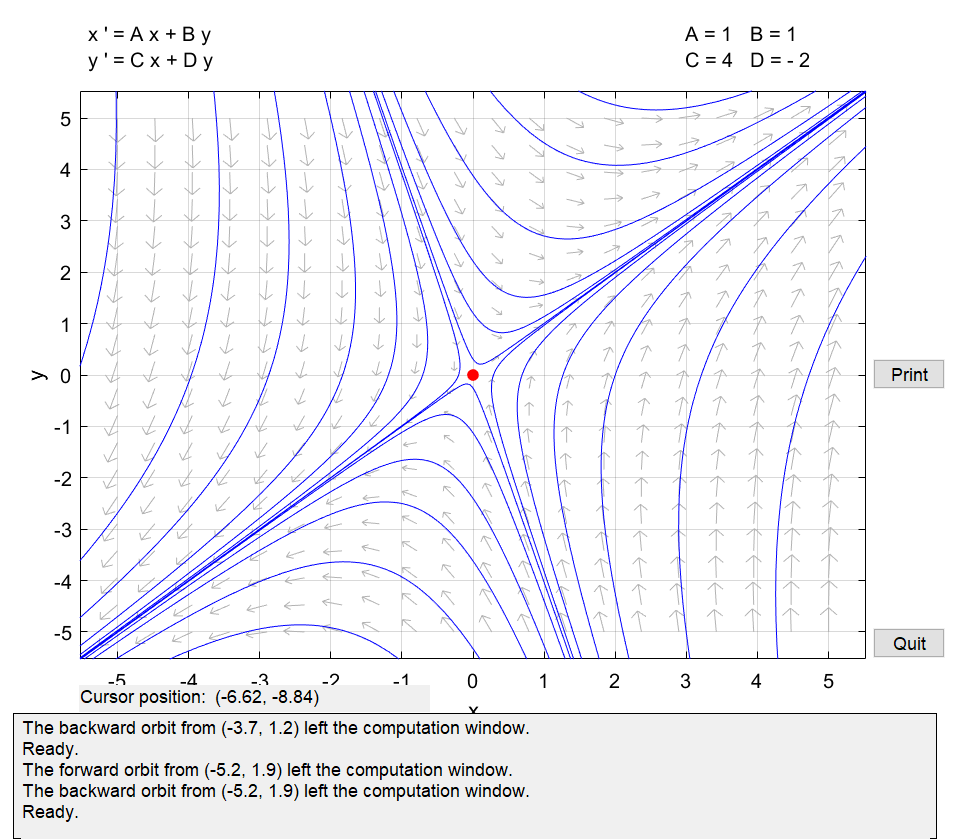 x ' = A x + B y
A = 1 B = 1
y ' = C x + D y
C = 4 D = - 2
5
4
3
2
1
0
-1
-2
-3
-4
-5
y
Print
Quit
-5 -4 -3 -2 -1 0 1 2 3 4 5
x
Cursor position: (-6.62, -8.84)
The backward orbit from (-3.7, 1.2) left the computation window.
Ready.
The forward orbit from (-5.2, 1.9) left the computation window.
The backward orbit from (-5.2, 1.9) left the computation window.
Ready.